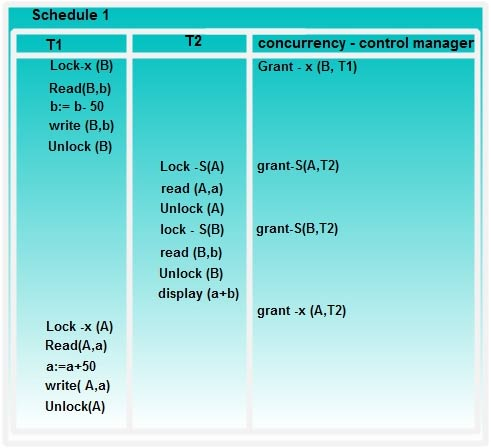 Schedule 1
T1 T2 concurrency - control manager
Lock-x (B) Grant - x (B, T1)
Read(B,b)
b:= b- 50
write (B,b)
Unlock (B)
Lock -S(A) grant-S(A,T2)
read (A,a)
Unlock (A)
lock - S(B) grant-S(B,T2)
read (B,b)
Unlock (B)
display (a+b)
grant -x (A,T2)
Lock -x (A)
Read(A,a)
a:=a+50
write( A,a)
Unlock(A)